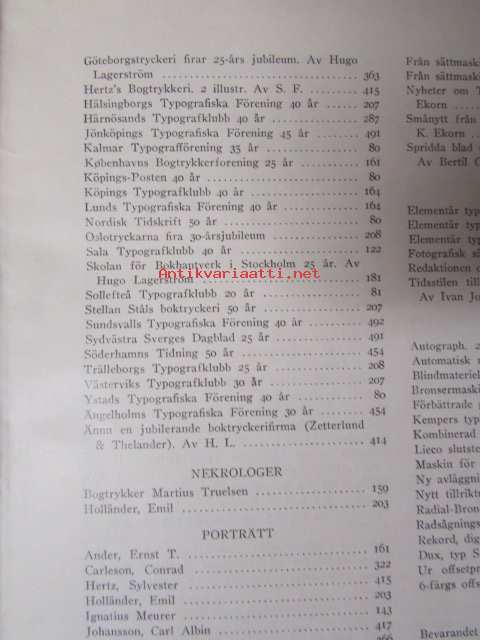 Göteborgstryckeri firar 25-års jubileum. Av Hugo
Lagerström ........ 363
Hertz's Bogtrykkeri. 2 illustr. Av S. F. ........ 415
Hälsingborgs Typografiska Förening 40 år ........ 207
Härnösands Typografklubb 40 år ........ 287
Jönköpings Typografiska Förening 45 år ........ 491
Kalmar Typografförening 35 år ........ 80
Københavns Bogtrykkerforening 25 år ........ 161
Köpings-Posten 40 år ........ 80
Köpings Typografklubb 40 år ........ 164
Lunds Typografiska Förening 40 år ........ 164
Nordisk Tidskrift 50 år ........ 80
Oslotryckarna fira 30-årsjubileum ........ 208
Sala Typografklubb 40 år ........ 122
Skolan för Bokhantverk i Stockholm 25 år. Av
Hugo Lagerström ........ 181
Sollefteå Typografklubb 20 år ........ 81
Stellan Ståls boktryckeri 50 år ........ 207
Sundsvalls Typografiska Förening 40 år ........ 492
Sydvästra Sverges Dagblad 25 år ........ 491
Söderhamns Tidning 50 år ........ 454
Trälleborgs Typografklubb 25 år ........ 208
Västerviks Typografklubb 30 år ........ 207
Ystads Typografiska Förening 40 år ........ 80
Ängelholms Typografiska Förening 30 år ........ 454
Ännu en jubilerande boktryckerifirma (Zetterlund
& Thelander). Av H. L. ........ 414
NEKROLOGER
Bogtrykker Martius Truelsen ........ 159
Holländer, Emil ........ 203
PORTRÄTT
Ander, Ernst T. ........ 161
Carleson, Conrad ........ 322
Hertz, Sylvester ........ 415
Holländer, Emil ........ 203
Ignatius Meurer ........ 143
Johansson, Carl Albin ........ 417
Från sättmaski
Från sättmaski
Nyheter om T
Ekorn
Smånytt från
K. Ekorn
Spridda blad
Av Bertil
Elementär typ
Elementär typ
Elementär typ
Fotografisk sä
Redaktionen o
Tidsstilen till
Av Ivan Jo
Autograph. 2
Automatisk
Blindmateriel
Bronsermaski
Förbättrade
Kempers typ
Kombinerad
Lieco slutste
Maskin för
Ny avläggni
Nytt tillrikt
Radial-Bron
Radsågnings
Rekord, dig
Dux, typ S
Ur offsetpr
6-färgs offs
Bevarandet
Antikvariaatti.net